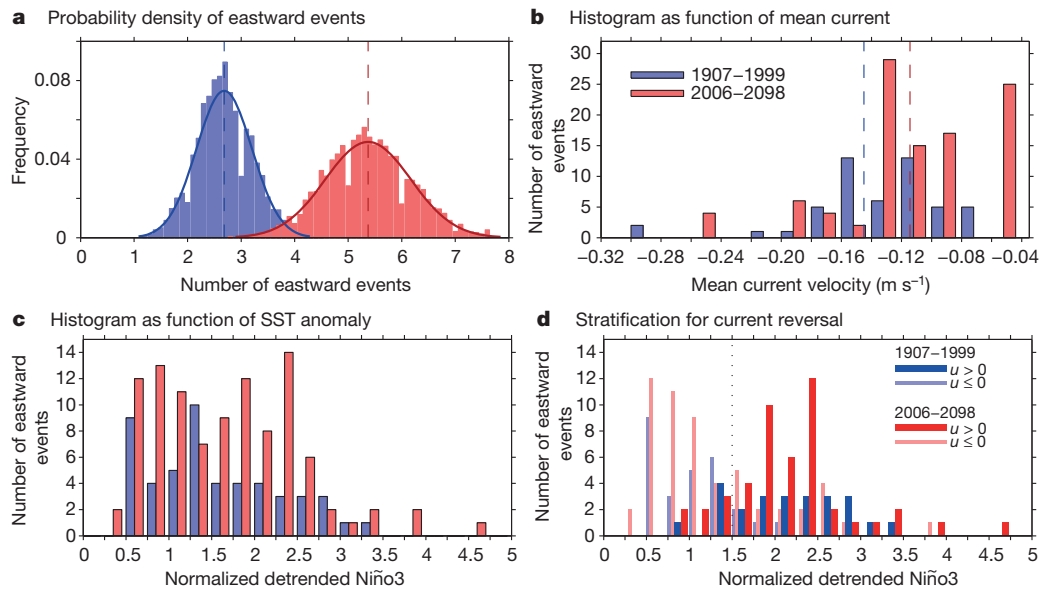 a Probability density of eastward events
Frequency
0.08
0.04
0
0 1 2 3 4 5 6 7 8
Number of eastward events
b Histogram as function of mean current
Number of eastward
events
30
25
20
15
10
5
0
1907–1999
2006–2098
−0.32 −0.28 −0.24 −0.20 −0.16 −0.12 −0.08 −0.04
Mean current velocity (m s⁻¹)
c Histogram as function of SST anomaly
Number of eastward
events
14
12
10
8
6
4
2
0
0 0.5 1 1.5 2 2.5 3 3.5 4 4.5 5
Normalized detrended Niño3
d Stratification for current reversal
Number of eastward
events
14
12
10
8
6
4
2
0
1907–1999
u > 0
u ≤ 0
2006–2098
u > 0
u ≤ 0
0 0.5 1 1.5 2 2.5 3 3.5 4 4.5 5
Normalized detrended Niño3